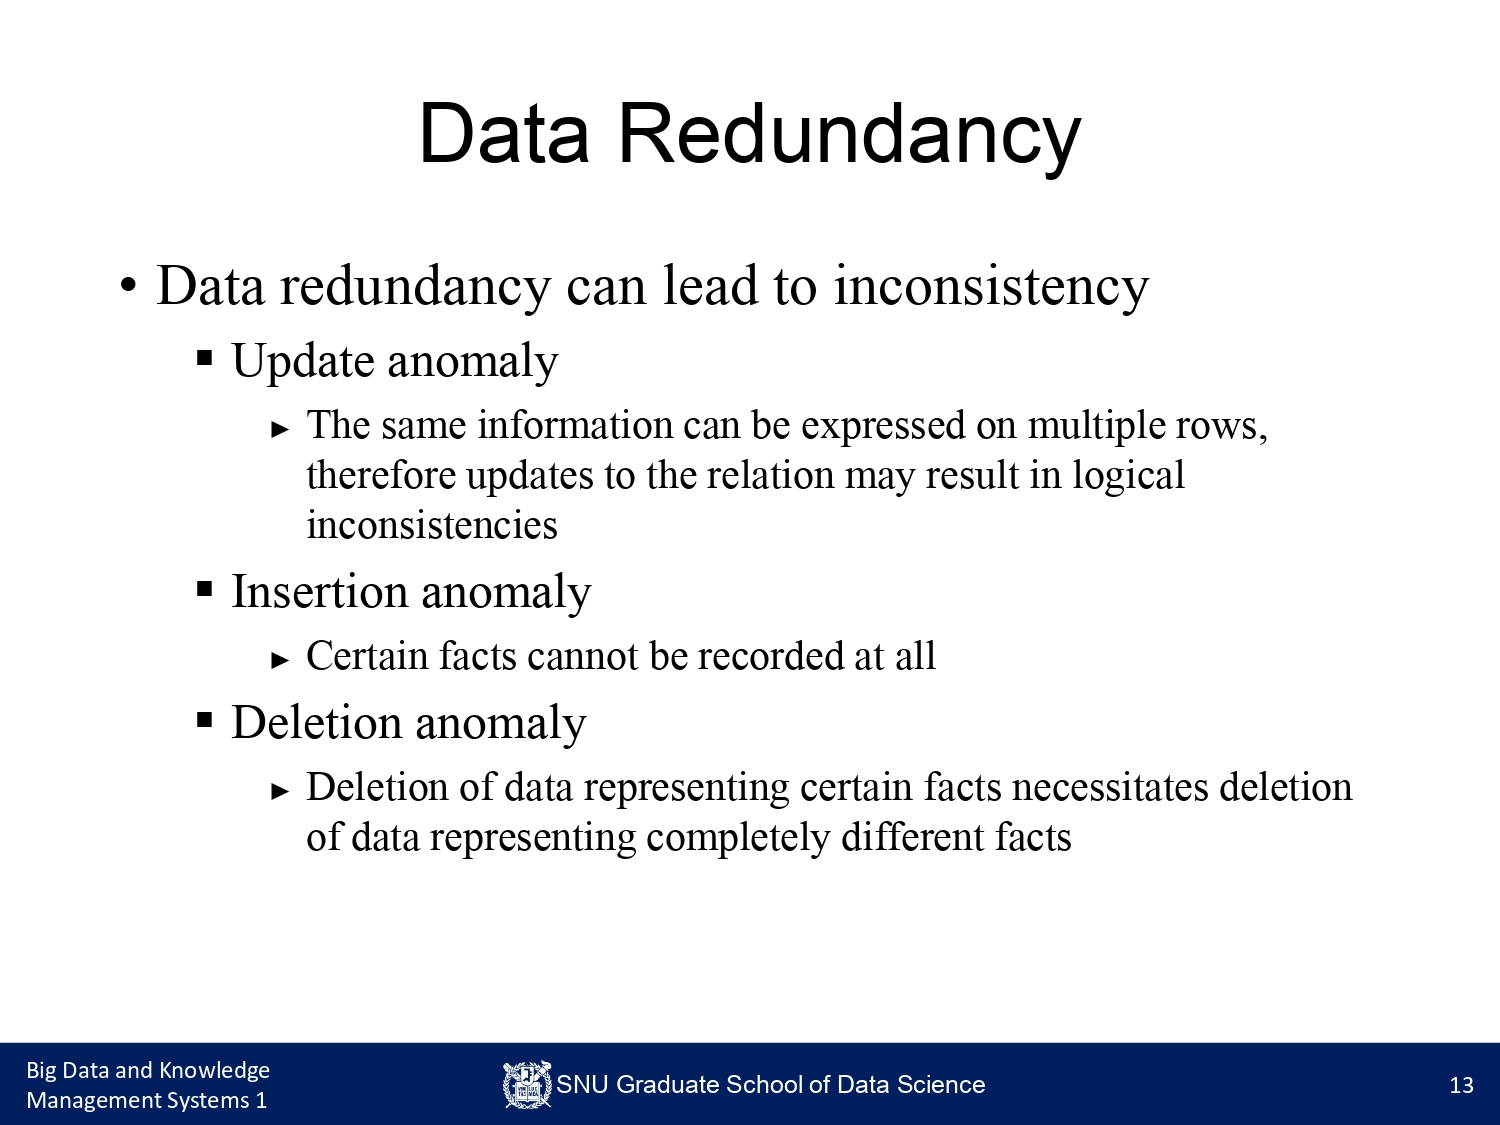 Data Redundancy
• Data redundancy can lead to inconsistency
▪ Update anomaly
► The same information can be expressed on multiple rows,
therefore updates to the relation may result in logical
inconsistencies
▪ Insertion anomaly
► Certain facts cannot be recorded at all
▪ Deletion anomaly
► Deletion of data representing certain facts necessitates deletion
of data representing completely different facts
Big Data and Knowledge
Management Systems 1
SNU Graduate School of Data Science
13